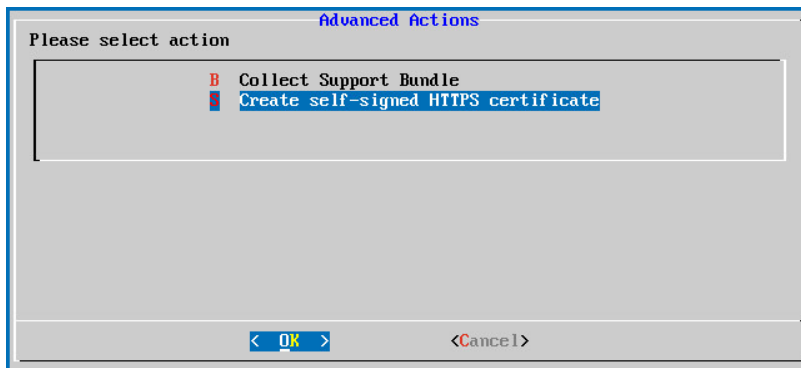 Advanced Actions
Please select action
B Collect Support Bundle
S Create self-signed HTTPS certificate
< OK > <Cancel>